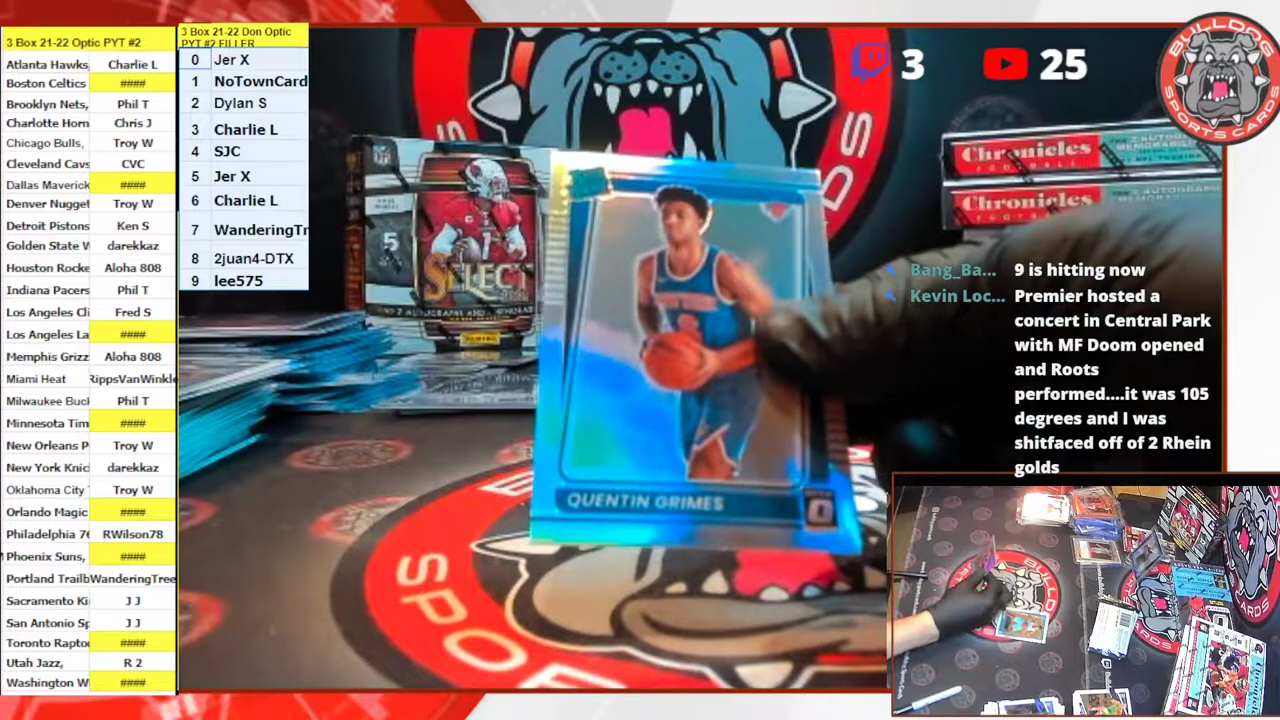 3 Box 21-22 Optic PYT #2
Atlanta Hawks, Charlie L
Boston Celtics ####
Brooklyn Nets, Phil T
Charlotte Horn Chris J
Chicago Bulls, Troy W
Cleveland Cavs CVC
Dallas Maverick ####
Denver Nugget Troy W
Detroit Pistons Ken S
Golden State W darekkaz
Houston Rocke Aloha 808
Indiana Pacers Phil T
Los Angeles Cli Fred S
Los Angeles La ####
Memphis Grizz Aloha 808
Miami Heat RippsVanWinkle
Milwaukee Buck Phil T
Minnesota Tim ####
New Orleans P Troy W
New York Knic darekkaz
Oklahoma City Troy W
Orlando Magic ####
Philadelphia 76 RWilson78
Phoenix Suns, ####
Portland Trailb WanderingTree
Sacramento Ki J J
San Antonio Sp J J
Toronto Rapto ####
Utah Jazz, R 2
Washington W ####
3 Box 21-22 Don Optic
PYT #2 FILLER
0 Jer X
1 NoTownCard
2 Dylan S
3 Charlie L
4 SJC
5 Jer X
6 Charlie L
7 WanderingTr
8 2juan4-DTX
9 lee575
3
25
BULLDOG
SPORTS CARDS
Chronicles
Chronicles
FOOTBALL
5
SELECT
QUENTIN GRIMES
SPO
Bang_Ba... 9 is hitting now
Kevin Loc... Premier hosted a
concert in Central Park
with MF Doom opened
and Roots
performed....it was 105
degrees and I was
shitfaced off of 2 Rhein
golds